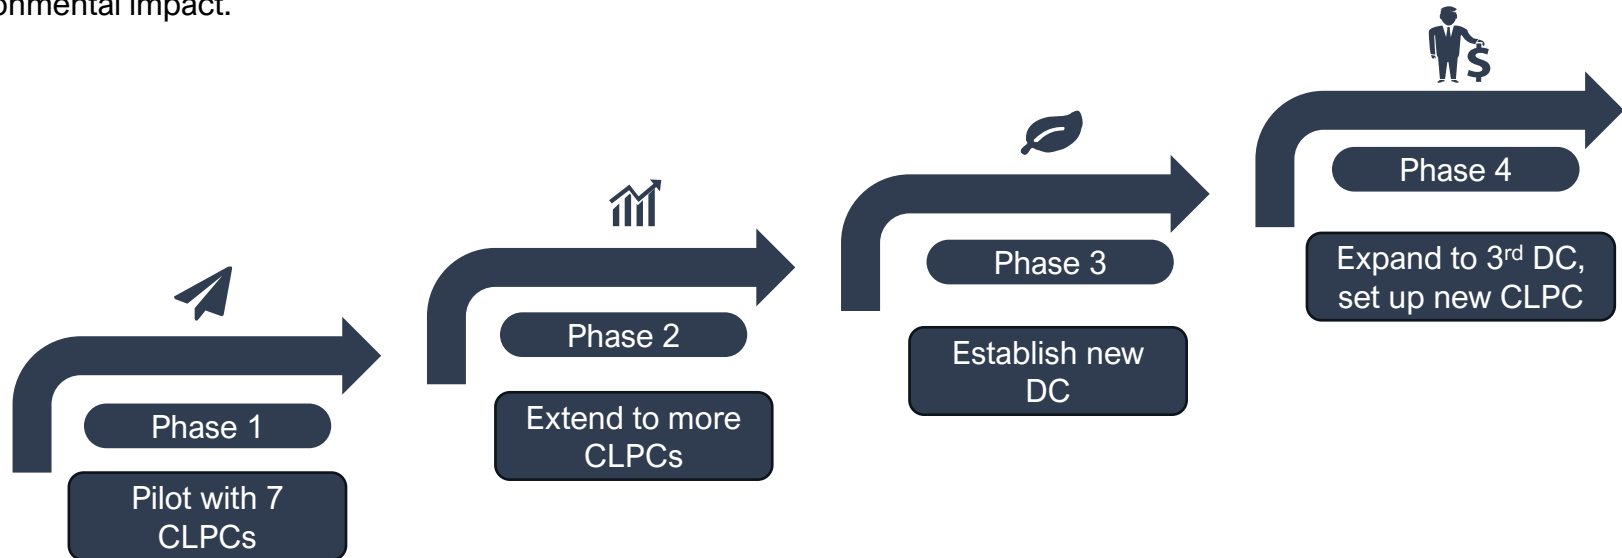 impact.
Phase 1
Pilot with 7
CLPCs
Phase 2
Extend to more
CLPCs
Phase 3
Establish new
DC
Phase 4
Expand to 3rd DC,
set up new CLPC